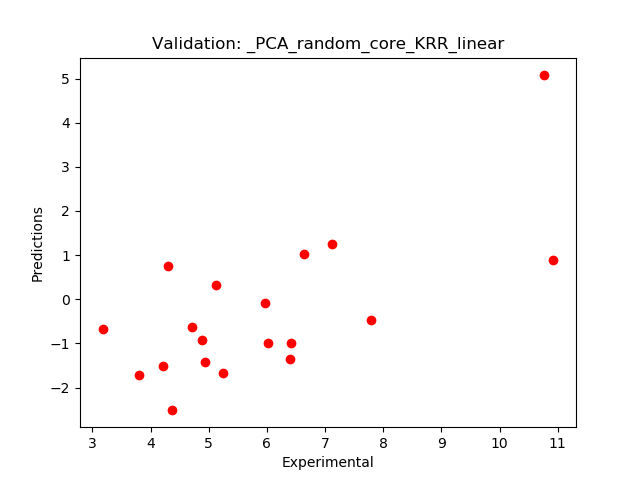 Validation: _PCA_random_core_KRR_linear
5
4
3
2
1
0
−1
−2
Predictions
3 4 5 6 7 8 9 10 11
Experimental